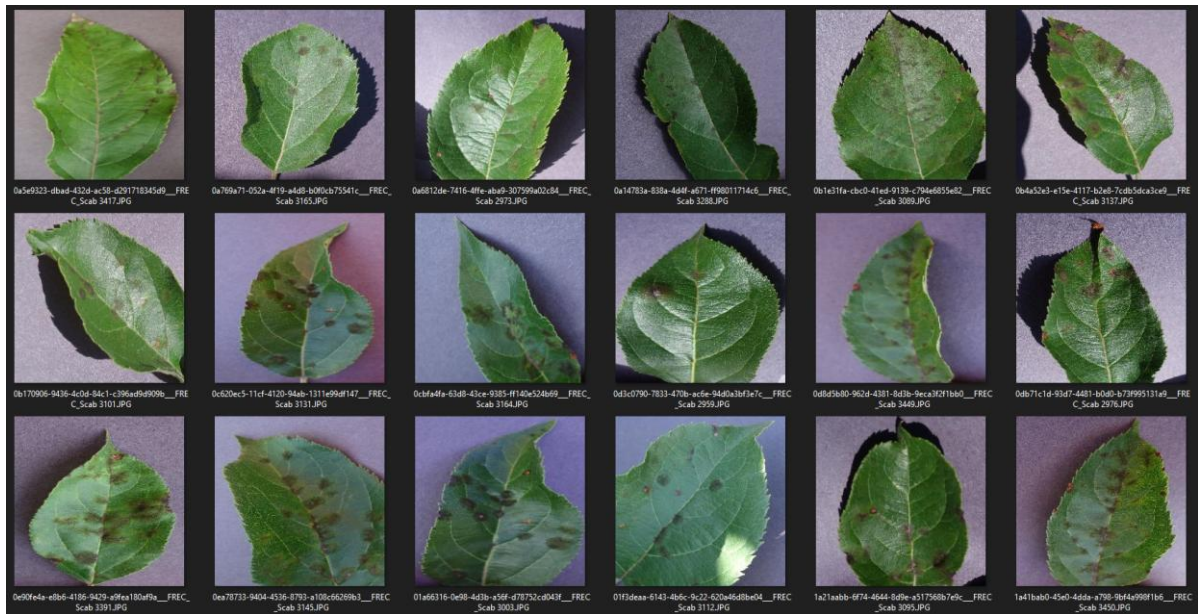 0a5e9323-dbad-432d-ac58-d291718345d9___FRE
C_Scab 3417.JPG
0a769a71-052a-4f19-a4d8-b0f0cb75541c___FREC_
Scab 3165.JPG
0a6812de-7416-4ffe-aba9-307599a02c84___FREC_
Scab 2973.JPG
0a14783a-838a-4d4f-a671-ff98011714c6___FREC_
Scab 3288.JPG
0b1e31fa-cbc0-41ed-9139-c794e6855e82___FREC
_Scab 3089.JPG
0b4a52e3-e15e-4117-b2e8-7cdb5dca3ce9___FRE
C_Scab 3137.JPG
0b170906-9436-4c0d-84c1-c396ad9d909b___FRE
C_Scab 3101.JPG
0c620ec5-11cf-4120-94ab-1311e99df147___FREC
_Scab 3131.JPG
0cbfa4fa-63d8-43ce-9385-ff140e524b69___FREC_
Scab 3164.JPG
0d3c0790-7833-470b-ac6e-94d0a3bf3e7c___FREC
_Scab 2959.JPG
0d8d5b80-962d-4381-8d3b-9eca3f2f1bb0___FREC
_Scab 3449.JPG
0db71c1d-93d7-4481-b0d0-b73f995131a9___FRE
C_Scab 2976.JPG
0e90fe4a-e8b6-4186-9429-a9fea180af9a___FREC_
Scab 3391.JPG
0ea78733-9404-4536-8793-a108c66269b3___FREC
_Scab 3145.JPG
01a66316-0e98-4d3b-a56f-d78752cd043f___FREC
_Scab 3003.JPG
01f3deaa-6143-4b6c-9c22-620a46d8be04___FREC
_Scab 3112.JPG
1a21aabb-6f74-4644-8d9e-a517568b7e9c___FREC
_Scab 3095.JPG
1a41bab0-45e0-4dda-a798-9bf4a998f1b6___FREC
_Scab 3450.JPG